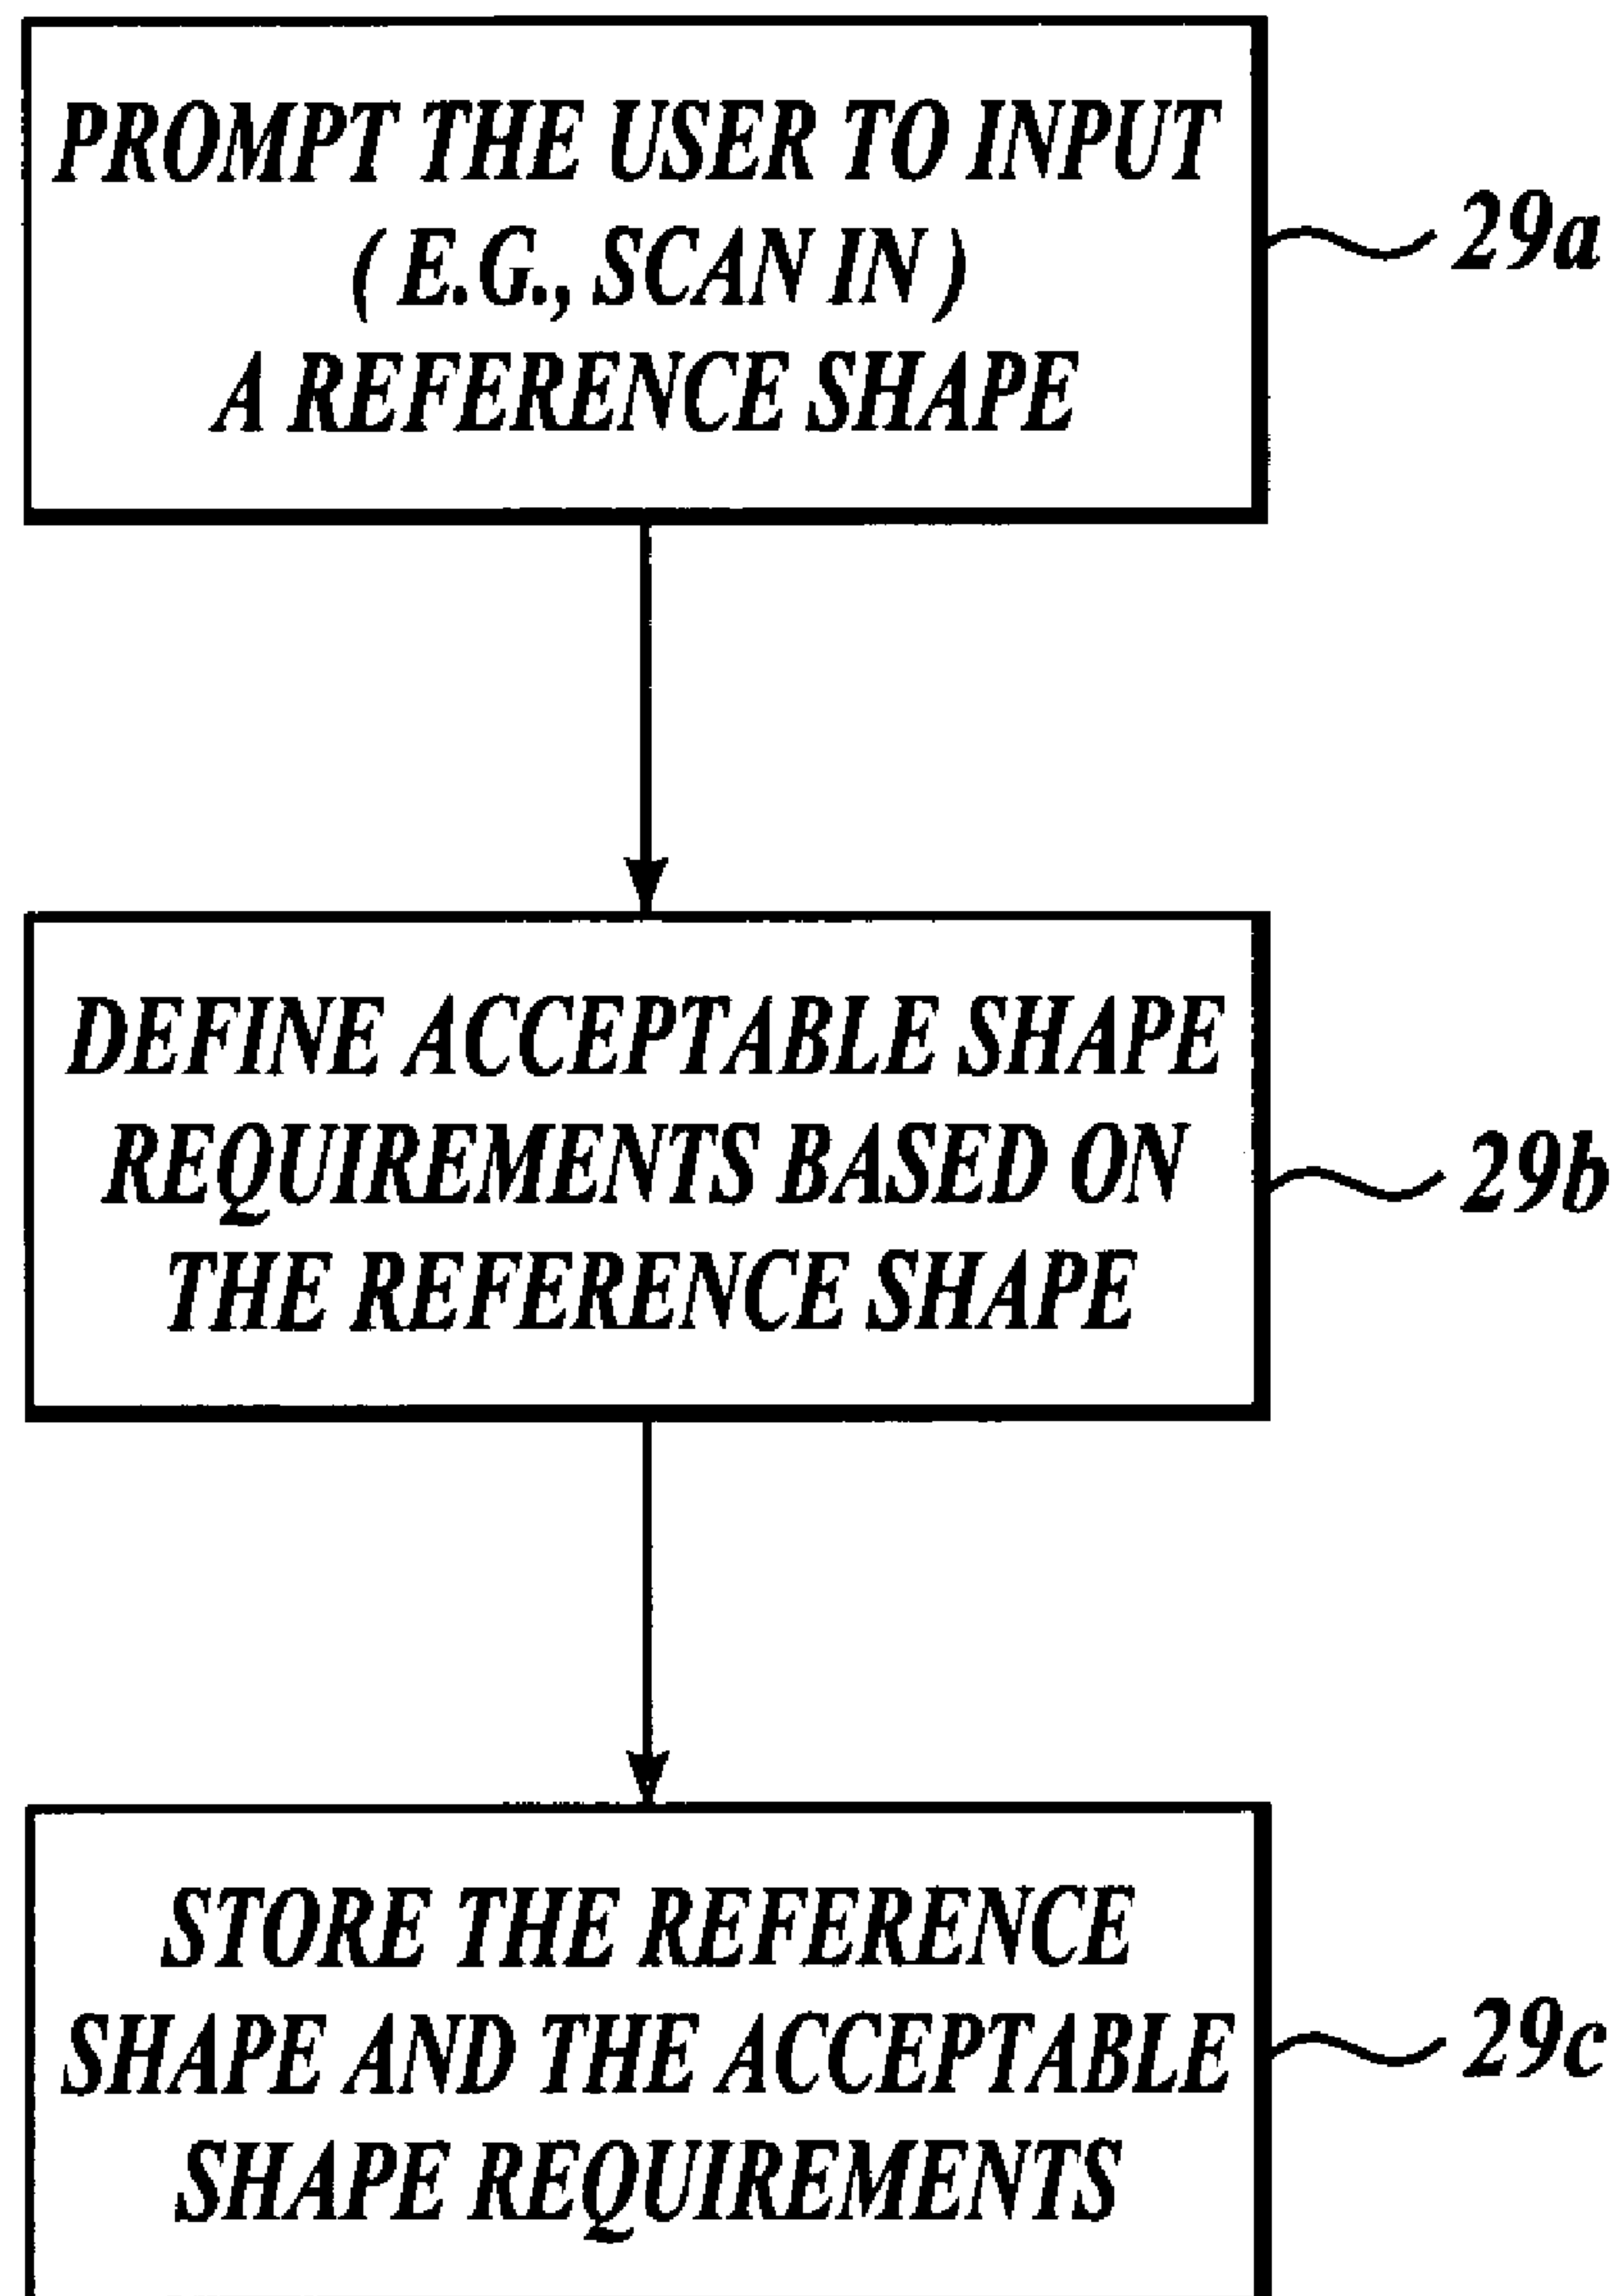 PROMPT THE USER TO INPUT
(E.G., SCAN IN)
A REFERENCE SHAPE
29a
DEFINE ACCEPTABLE SHAPE
REQUIREMENTS BASED ON
THE REFERENCE SHAPE
29b
STORE THE REFERENCE
SHAPE AND THE ACCEPTABLE
SHAPE REQUIREMENTS
29c